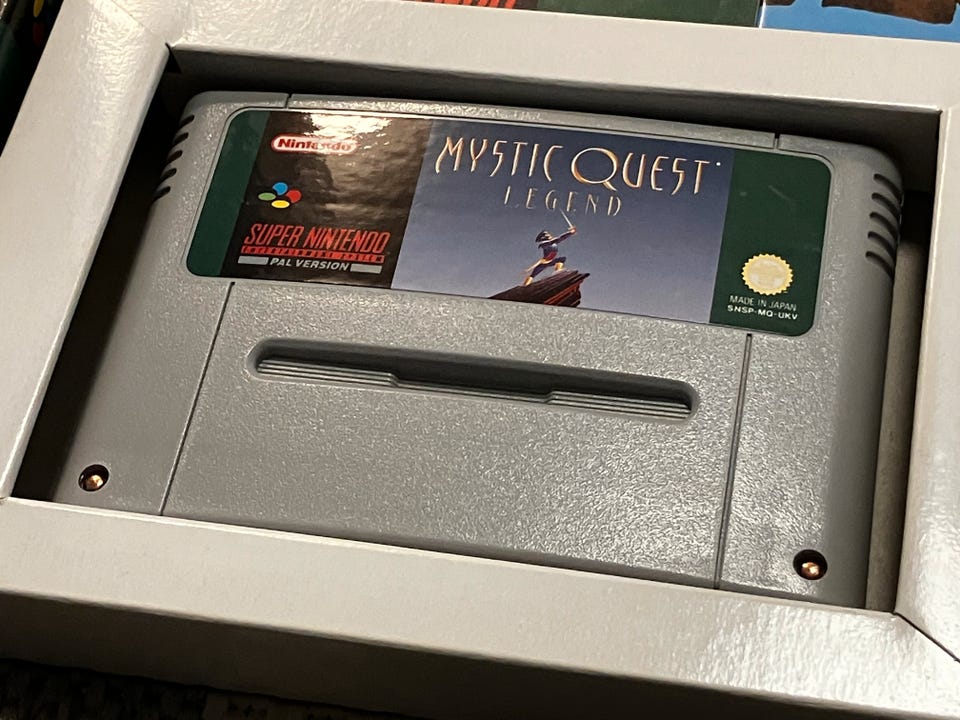 Nintendo
MYSTIC QUEST
LEGEND
SUPER NINTENDO
ENTERTAINMENT SYSTEM
PAL VERSION
MADE IN JAPAN
SNSP-MQ-UKV